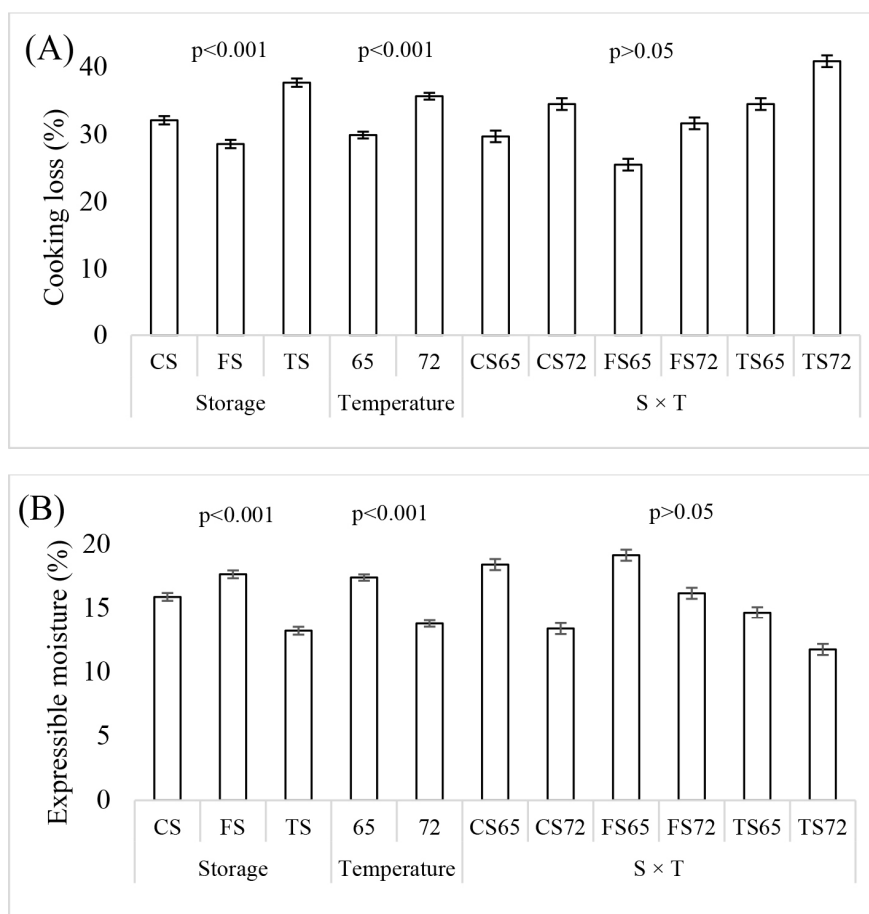 (A)
p<0.001 p<0.001 p>0.05
Cooking loss (%)
40
30
20
10
0
CS FS TS 65 72 CS65 CS72 FS65 FS72 TS65 TS72
Storage Temperature S × T
(B)
p<0.001 p<0.001 p>0.05
Expressible moisture (%)
20
15
10
5
0
CS FS TS 65 72 CS65 CS72 FS65 FS72 TS65 TS72
Storage Temperature S × T